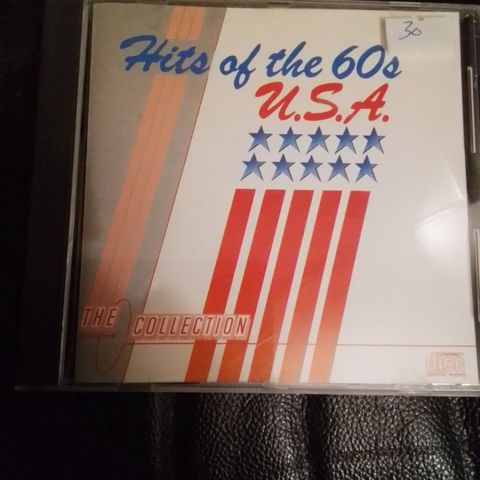 30
Hits of the 60s
U.S.A.
THE COLLECTION
COMPACT
disc
DIGITAL AUDIO